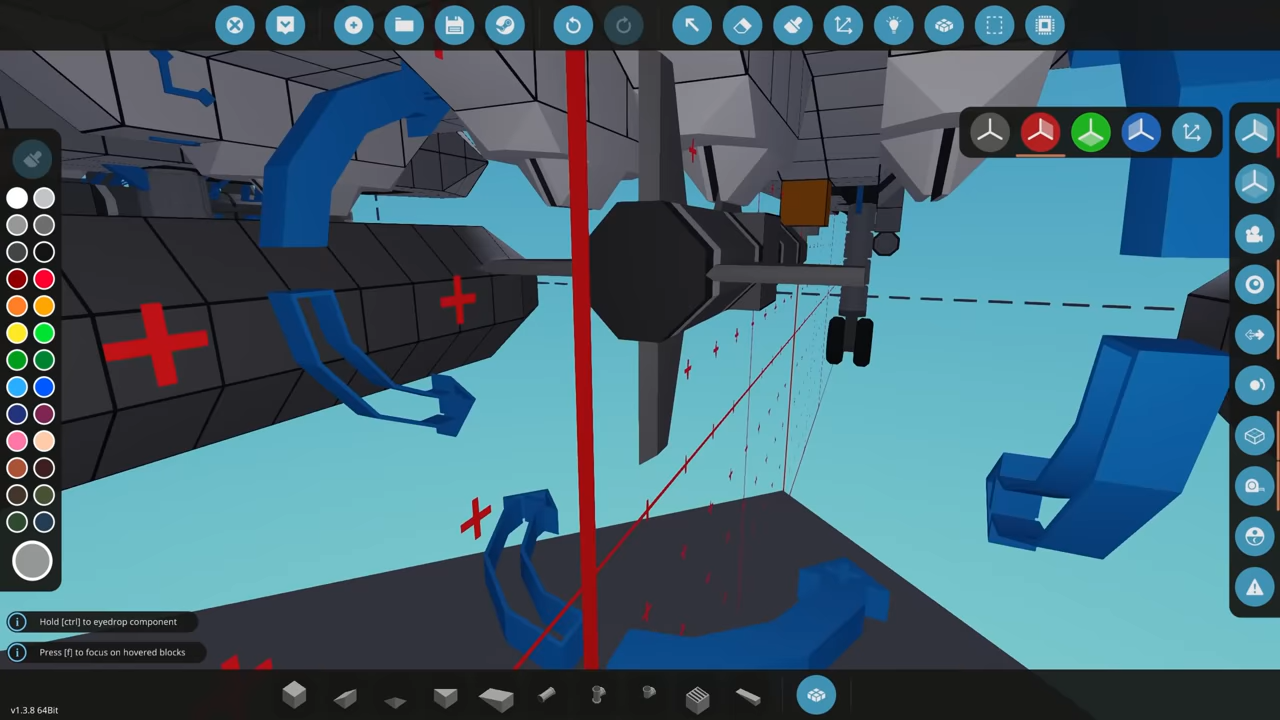 Hold [ctrl] to eyedrop component
Press [f] to focus on hovered blocks
v1.3.8 64Bit